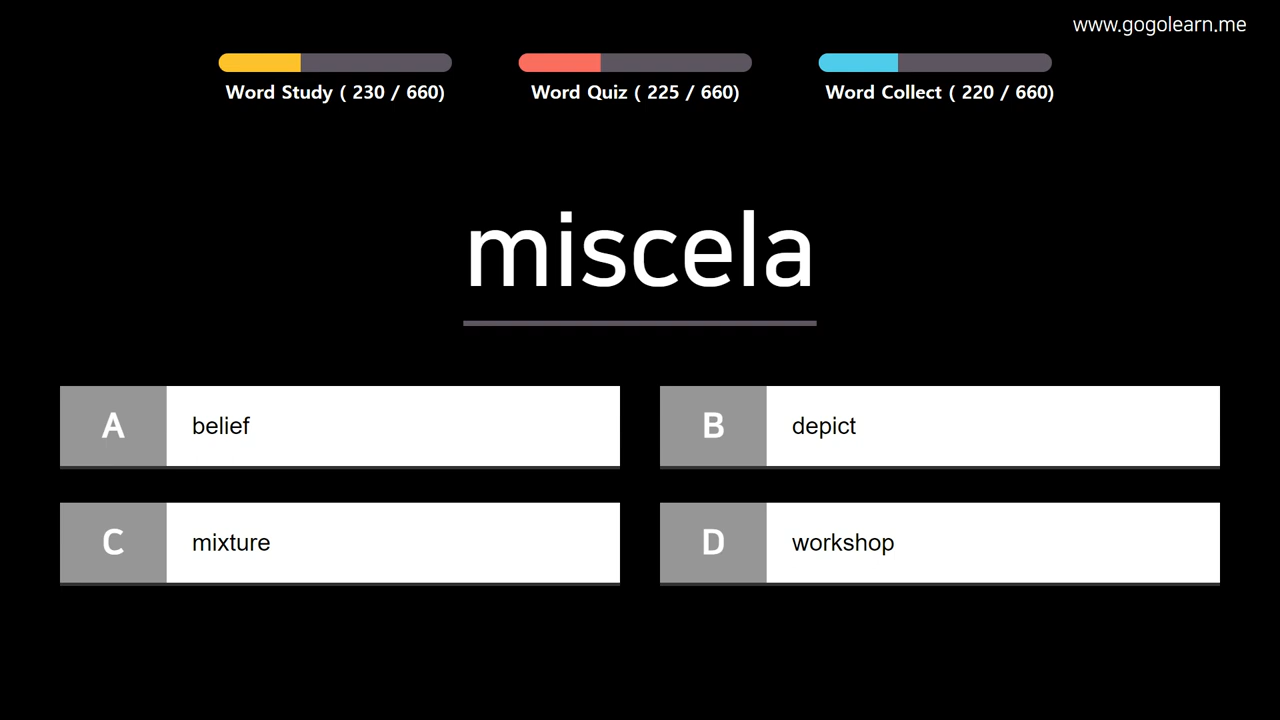 www.gogolearn.me
Word Study ( 230 / 660)
Word Quiz ( 225 / 660)
Word Collect ( 220 / 660)
miscela
A belief
B depict
C mixture
D workshop